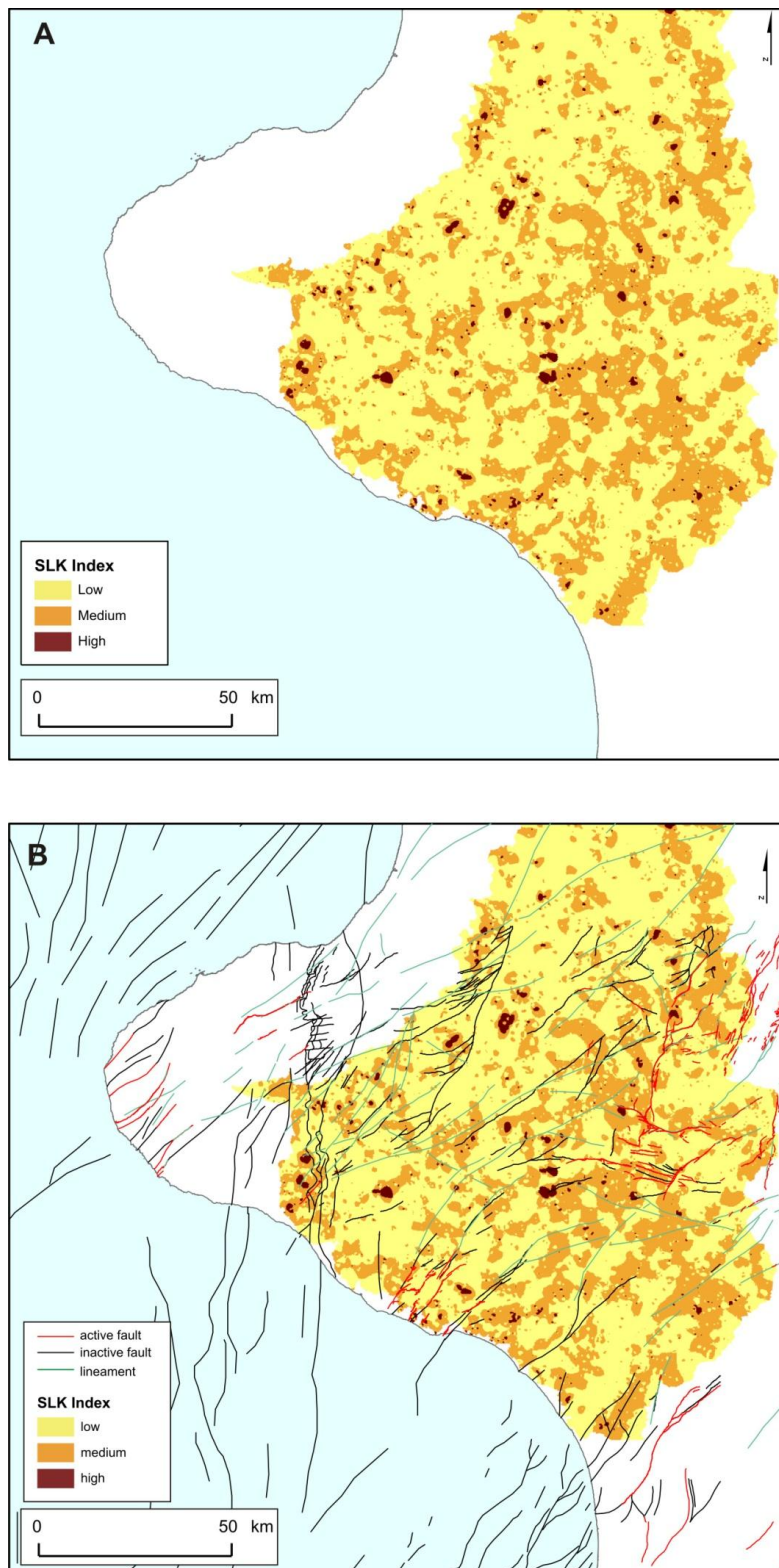 A
z
SLK Index
Low
Medium
High
0 50 km
B
z
active fault
inactive fault
lineament
SLK Index
low
medium
high
0 50 km